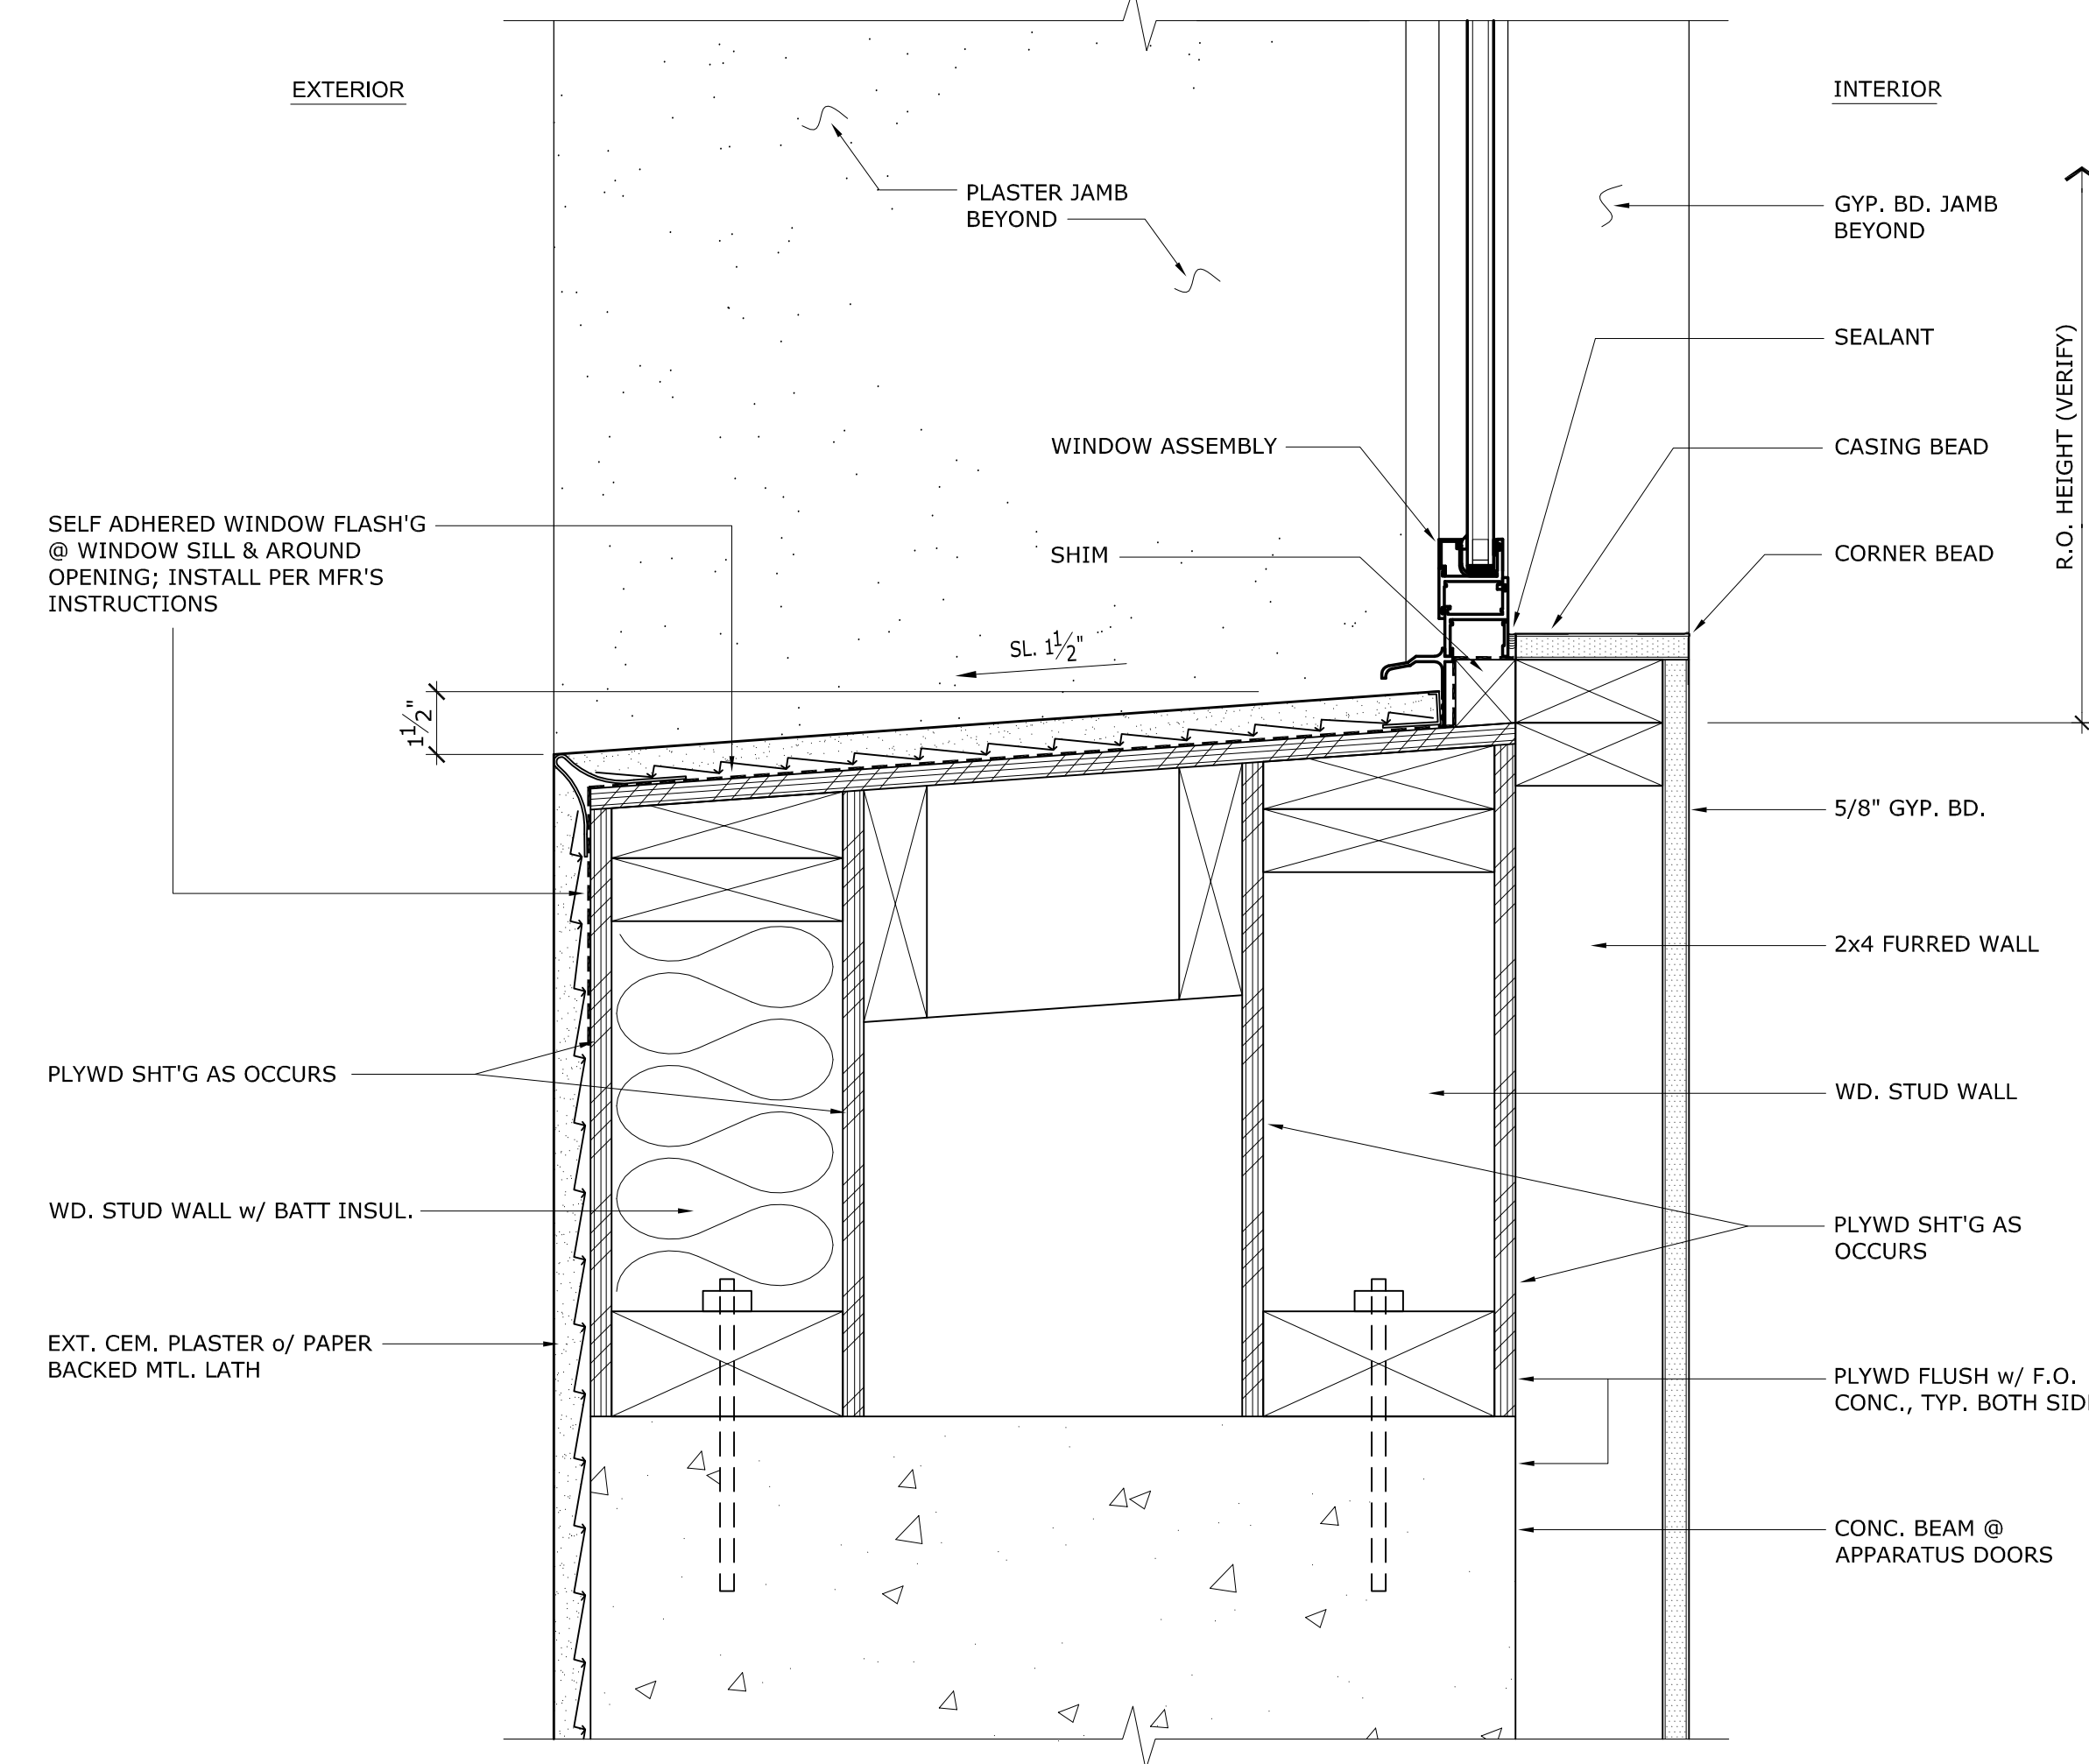 EXTERIOR
INTERIOR
PLASTER JAMB
BEYOND
GYP. BD. JAMB
BEYOND
SEALANT
R.O. HEIGHT (VERIFY)
WINDOW ASSEMBLY
CASING BEAD
SELF ADHERED WINDOW FLASH'G
@ WINDOW SILL & AROUND
OPENING; INSTALL PER MFR'S
INSTRUCTIONS
SHIM
CORNER BEAD
SL. 1½"
1½"
5/8" GYP. BD.
2x4 FURRED WALL
PLYWD SHT'G AS OCCURS
WD. STUD WALL
WD. STUD WALL w/ BATT INSUL.
PLYWD SHT'G AS
OCCURS
EXT. CEM. PLASTER o/ PAPER
BACKED MTL. LATH
PLYWD FLUSH w/ F.O.
CONC., TYP. BOTH
CONC. BEAM @
APPARATUS DOORS